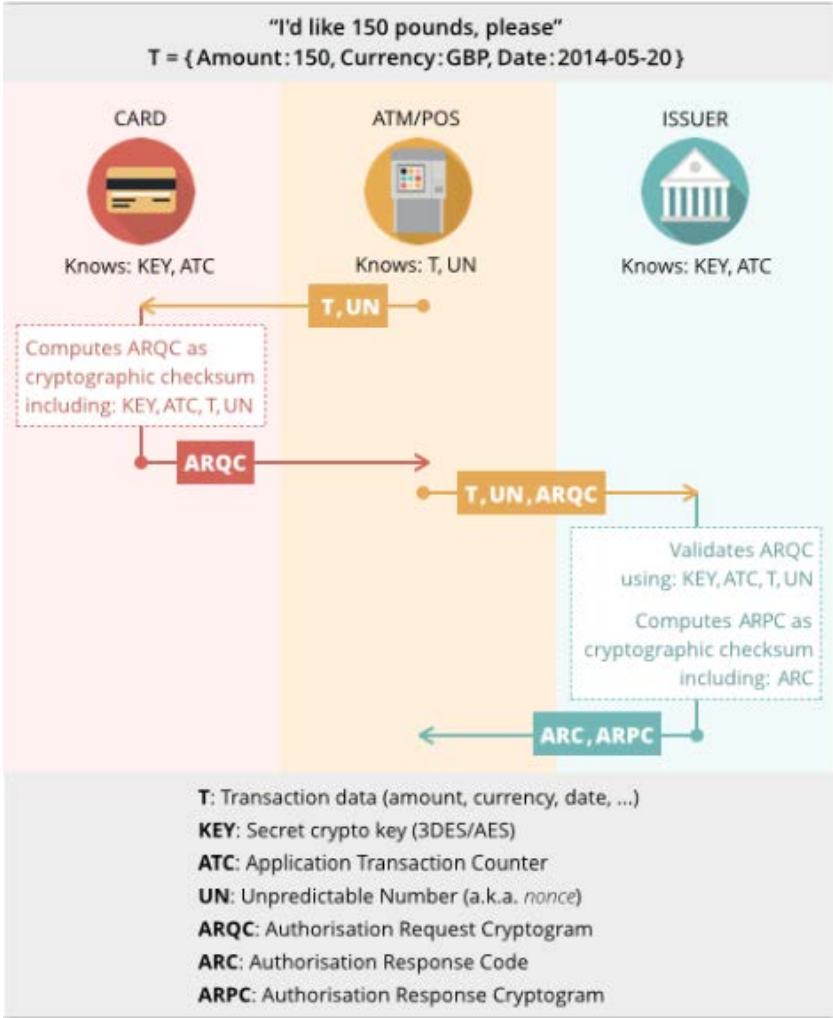 “I'd like 150 pounds, please”
T = { Amount:150, Currency:GBP, Date:2014-05-20 }
CARD
ATM/POS
ISSUER
Knows: KEY, ATC
Knows: T, UN
Knows: KEY, ATC
T, UN
Computes ARQC as
cryptographic checksum
including: KEY, ATC, T, UN
ARQC
T, UN, ARQC
Validates ARQC
using: KEY, ATC, T, UN
Computes ARPC as
cryptographic checksum
including: ARC
ARC, ARPC
T: Transaction data (amount, currency, date, ...)
KEY: Secret crypto key (3DES/AES)
ATC: Application Transaction Counter
UN: Unpredictable Number (a.k.a. nonce)
ARQC: Authorisation Request Cryptogram
ARC: Authorisation Response Code
ARPC: Authorisation Response Cryptogram